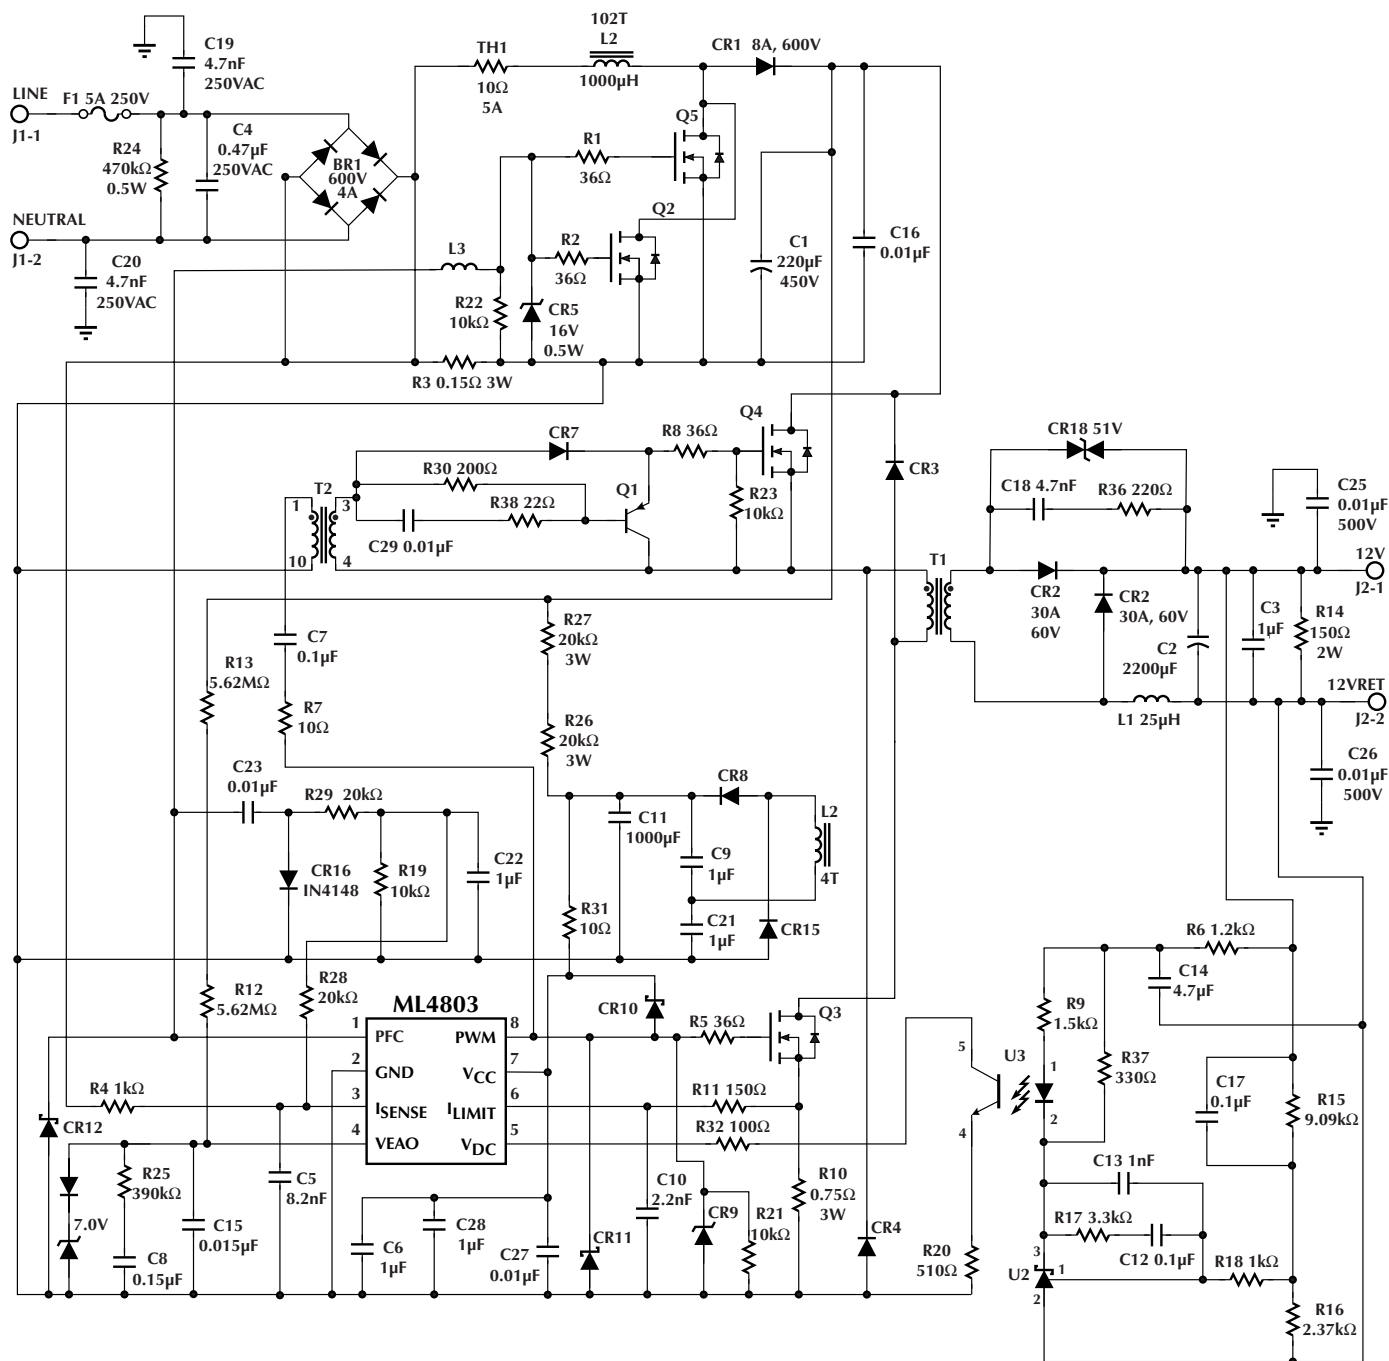 102T
L2
1000µH
CR1 8A, 600V
C19
4.7nF
250VAC
TH1
10Ω
5A
LINE
J1-1
F1 5A 250V
R24
470kΩ
0.5W
C4
0.47µF
250VAC
BR1
600V
4A
R1
36Ω
Q5
NEUTRAL
J1-2
C20
4.7nF
250VAC
L3
R2
36Ω
Q2
C1
220µF
450V
C16
0.01µF
R22
10kΩ
CR5
16V
0.5W
R3 0.15Ω 3W
CR7
R8 36Ω
Q4
CR3
CR18 51V
T2
1
3
10
4
R30 200Ω
R38 22Ω
C29 0.01µF
Q1
R23
10kΩ
C18 4.7nF
R36 220Ω
C25
0.01µF
500V
T1
12V
J2-1
CR2
30A
60V
CR2
30A, 60V
C2
2200µF
C3
1µF
R14
150Ω
2W
12VRET
J2-2
L1 25µH
C26
0.01µF
500V
C7
0.1µF
R7
10Ω
R13
5.62MΩ
R27
20kΩ
3W
R26
20kΩ
3W
C23
0.01µF
R29 20kΩ
C11
1000µF
CR8
L2
4T
CR16
IN4148
R19
10kΩ
C22
1µF
C9
1µF
R31
10Ω
C21
1µF
CR15
R12
5.62MΩ
R28
20kΩ
ML4803
1
2
3
4
PFC
GND
ISENSE
VEAO
PWM
VCC
ILIMIT
VDC
8
7
6
5
CR10
R5 36Ω
Q3
R4 1kΩ
CR12
R11 150Ω
R32 100Ω
5
4
U3
1
2
R6 1.2kΩ
C14
4.7µF
R9
1.5kΩ
R37
330Ω
C17
0.1µF
R15
9.09kΩ
R25
390kΩ
7.0V
C8
0.15µF
C15
0.015µF
C5
8.2nF
C6
1µF
C28
1µF
C27
0.01µF
CR11
C10
2.2nF
CR9
R21
10kΩ
R10
0.75Ω
3W
CR4
R20
510Ω
C13 1nF
R17 3.3kΩ
C12 0.1µF
R18 1kΩ
U2
3
1
2
R16
2.37kΩ